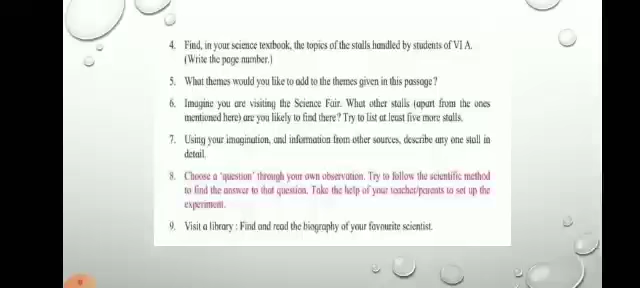 4. Find, in your science textbook, the topics of the stalls handled by students of VI A.
(Write the page number.)
5. What themes would you like to add to the themes given in this passage?
6. Imagine you are visiting the Science Fair. What other stalls (apart from the ones
mentioned here) are you likely to find there? Try to list at least five more stalls.
7. Using your imagination, and information from other sources, describe any one stall in
detail.
8. Choose a 'question' through your own observation. Try to follow the scientific method
to find the answer to that question. Take the help of your teacher/parents to set up the
experiment.
9. Visit a library : Find and read the biography of your favourite scientist.